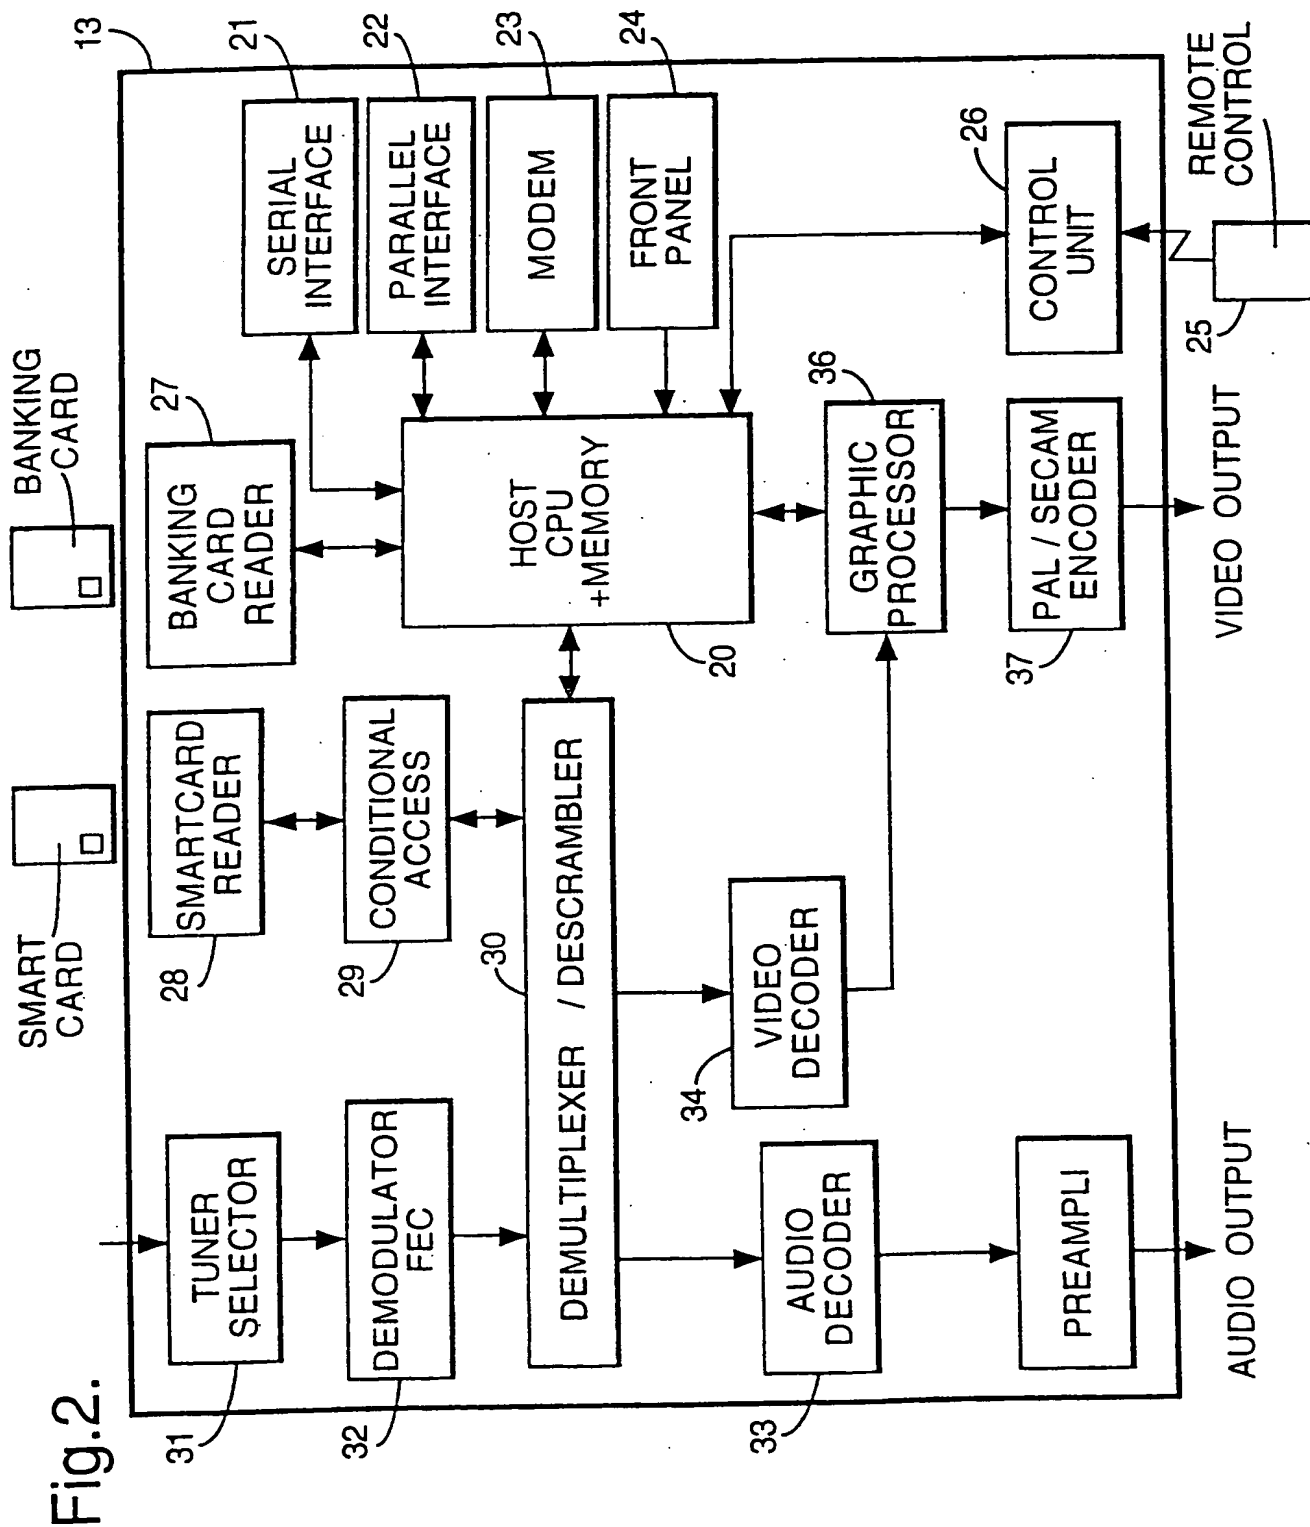 Fig.2.
SMART
CARD
BANKING
CARD
13
31
TUNER
SELECTOR
28
SMARTCARD
READER
BANKING
CARD
READER
27
SERIAL
INTERFACE
21
32
DEMODULATOR
FEC
29
CONDITIONAL
ACCESS
PARALLEL
INTERFACE
22
DEMULTIPLEXER / DESCRAMBLER
30
HOST
CPU
+MEMORY
20
MODEM
23
FRONT
PANEL
24
33
AUDIO
DECODER
34
VIDEO
DECODER
GRAPHIC
PROCESSOR
36
PREAMPLI
37
PAL / SECAM
ENCODER
CONTROL
UNIT
26
AUDIO OUTPUT
VIDEO OUTPUT
25
REMOTE
CONTROL